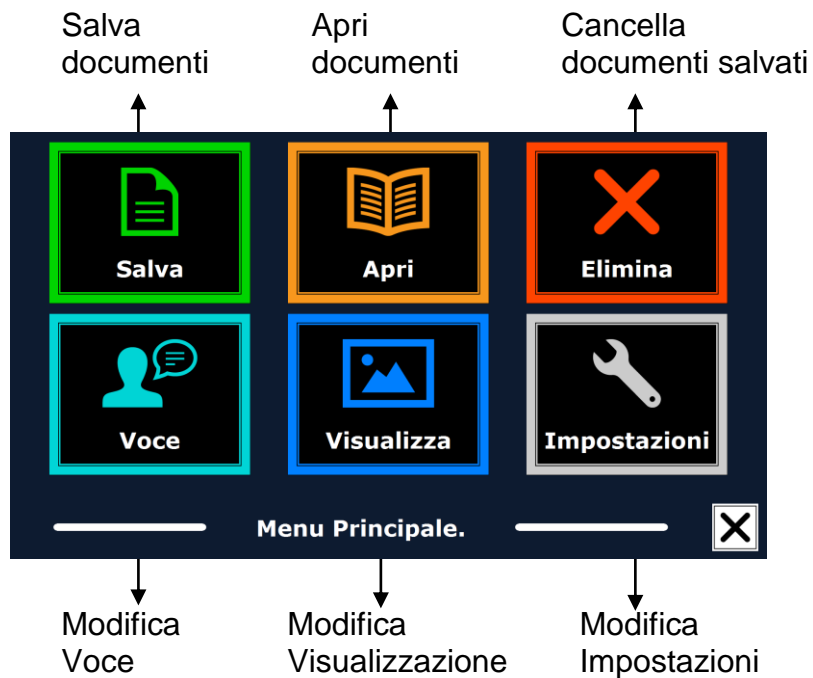 Salva
documenti
Apri
documenti
Cancella
documenti salvati
Salva
Apri
Elimina
Voce
Visualizza
Impostazioni
Menu Principale.
Modifica
Voce
Modifica
Visualizzazione
Modifica
Impostazioni